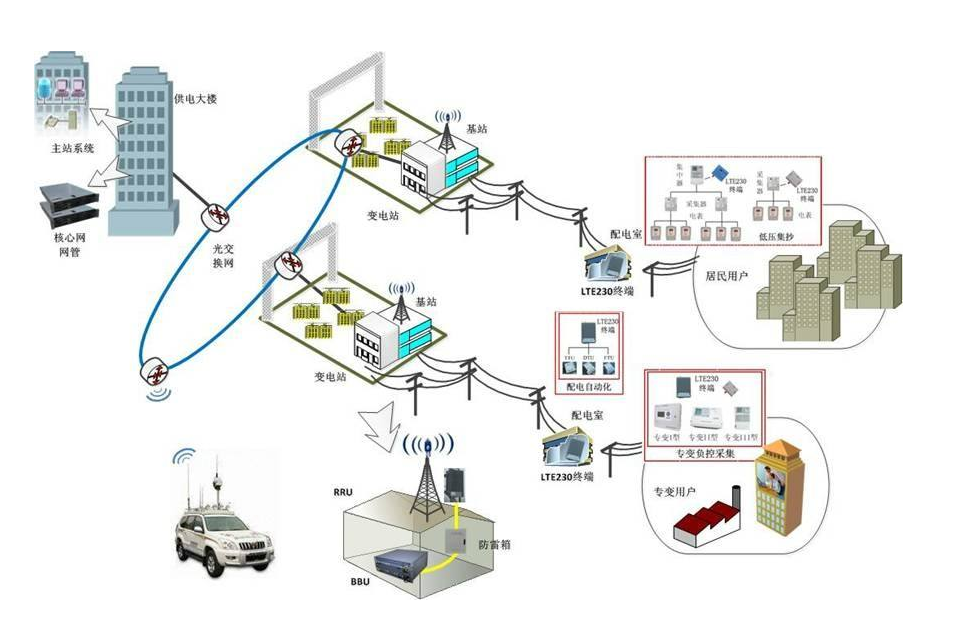 供电大楼
主站系统
核心网
网管
光交
换网
基站
变电站
基站
变电站
配电室
LTE230终端
集中器
LTE230
终端
采集器
电表
采集器
LTE230
终端
电表
低压集抄
居民用户
LTE230
终端
TTU
DTU
FTU
配电自动化
配电室
LTE230终端
LTE230
终端
专变I型
专变II型
专变III型
专变负控采集
专变用户
RRU
防雷箱
BBU